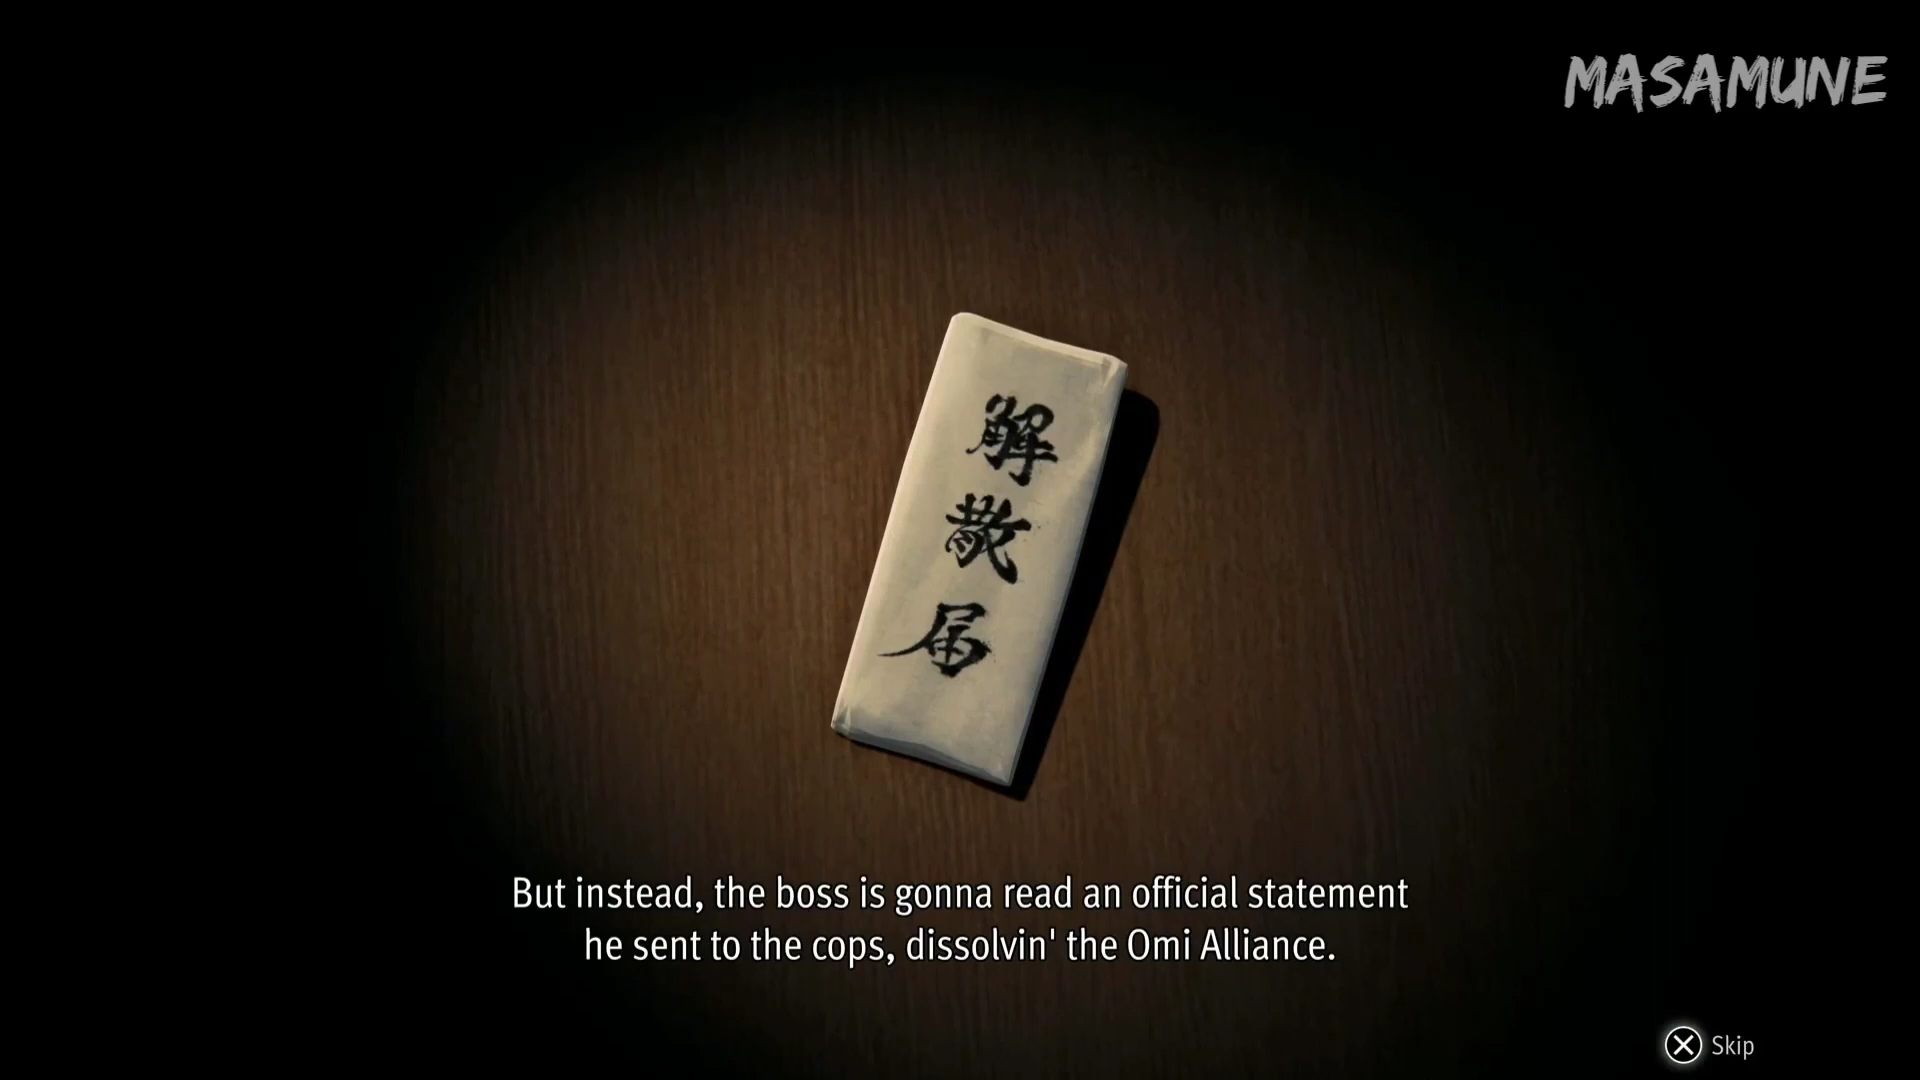 MASAMUNE
解散届
But instead, the boss is gonna read an official statement
he sent to the cops, dissolvin' the Omi Alliance.
Skip